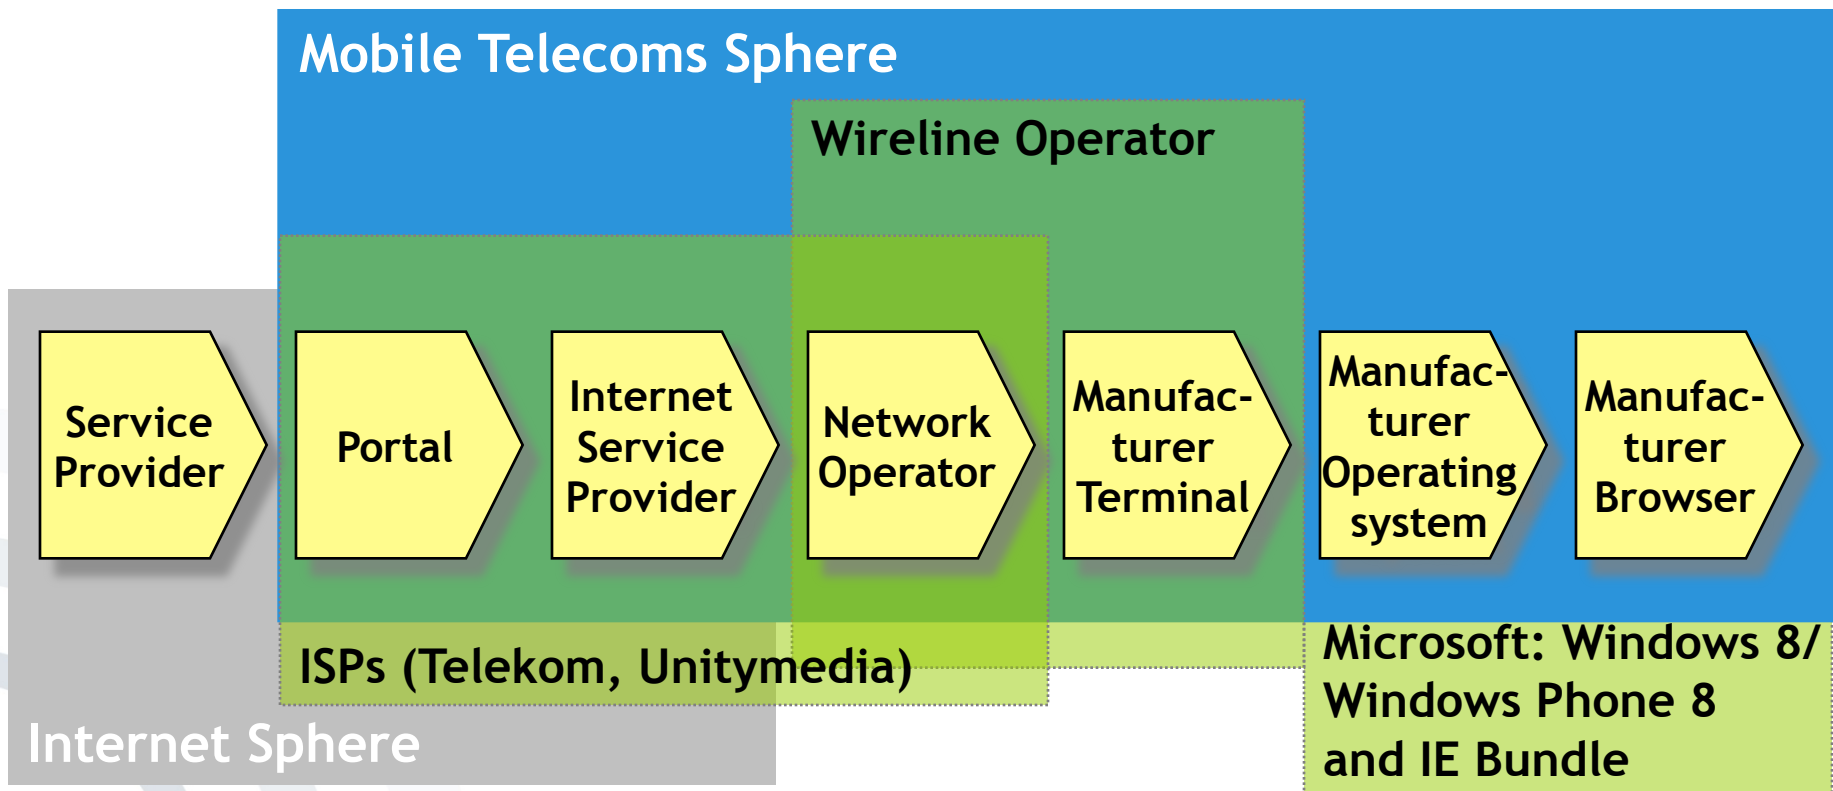 Mobile Telecoms Sphere
Wireline Operator
Service
Provider
Portal
Internet
Service
Provider
Network
Operator
Manufac-
turer
Terminal
Manufac-
turer
Operating
system
Manufac-
turer
Browser
ISPs (Telekom, Unitymedia)
Internet Sphere
Microsoft: Windows 8/
Windows Phone 8
and IE Bundle